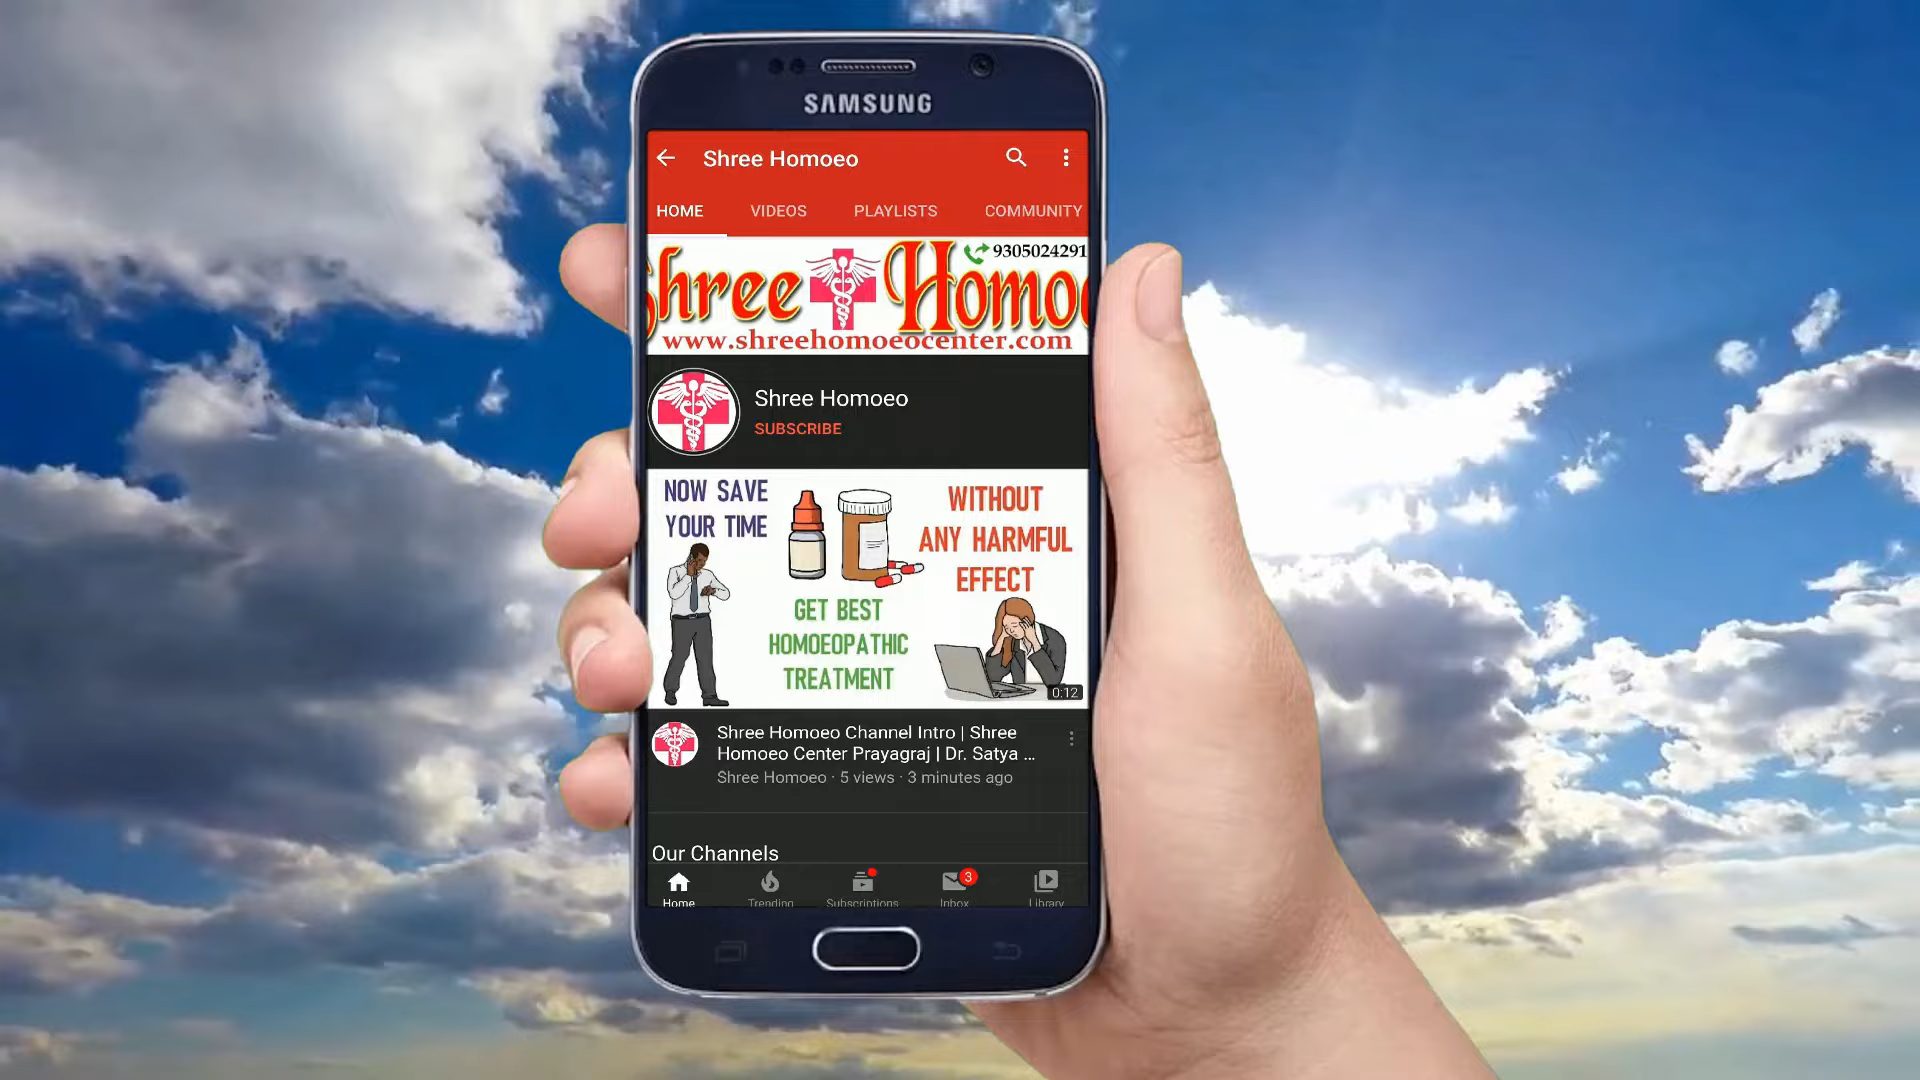 SAMSUNG
Shree Homoeo
HOME VIDEOS PLAYLISTS COMMUNITY
9305024291
Shree Homoe
www.shreehomoeocenter.com
Shree Homoeo
SUBSCRIBE
NOW SAVE
YOUR TIME
WITHOUT
ANY HARMFUL
EFFECT
GET BEST
HOMOEOPATHIC
TREATMENT
0:12
Shree Homoeo Channel Intro | Shree
Homoeo Center Prayagraj | Dr. Satya ...
Shree Homoeo · 5 views · 3 minutes ago
Our Channels
3
Home Trending Subscriptions Inbox Library